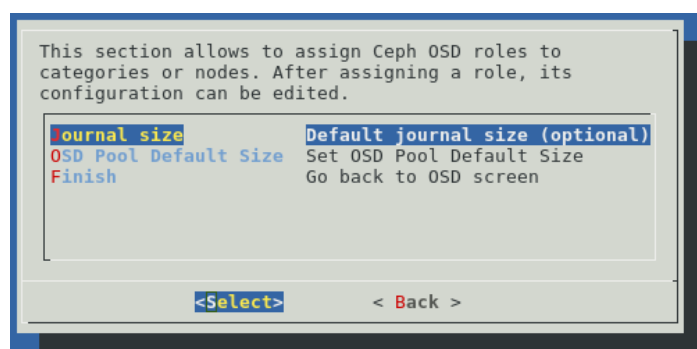 This section allows to assign Ceph OSD roles to
categories or nodes. After assigning a role, its
configuration can be edited.
Journal size Default journal size (optional)
OSD Pool Default Size Set OSD Pool Default Size
Finish Go back to OSD screen
<Select> < Back >